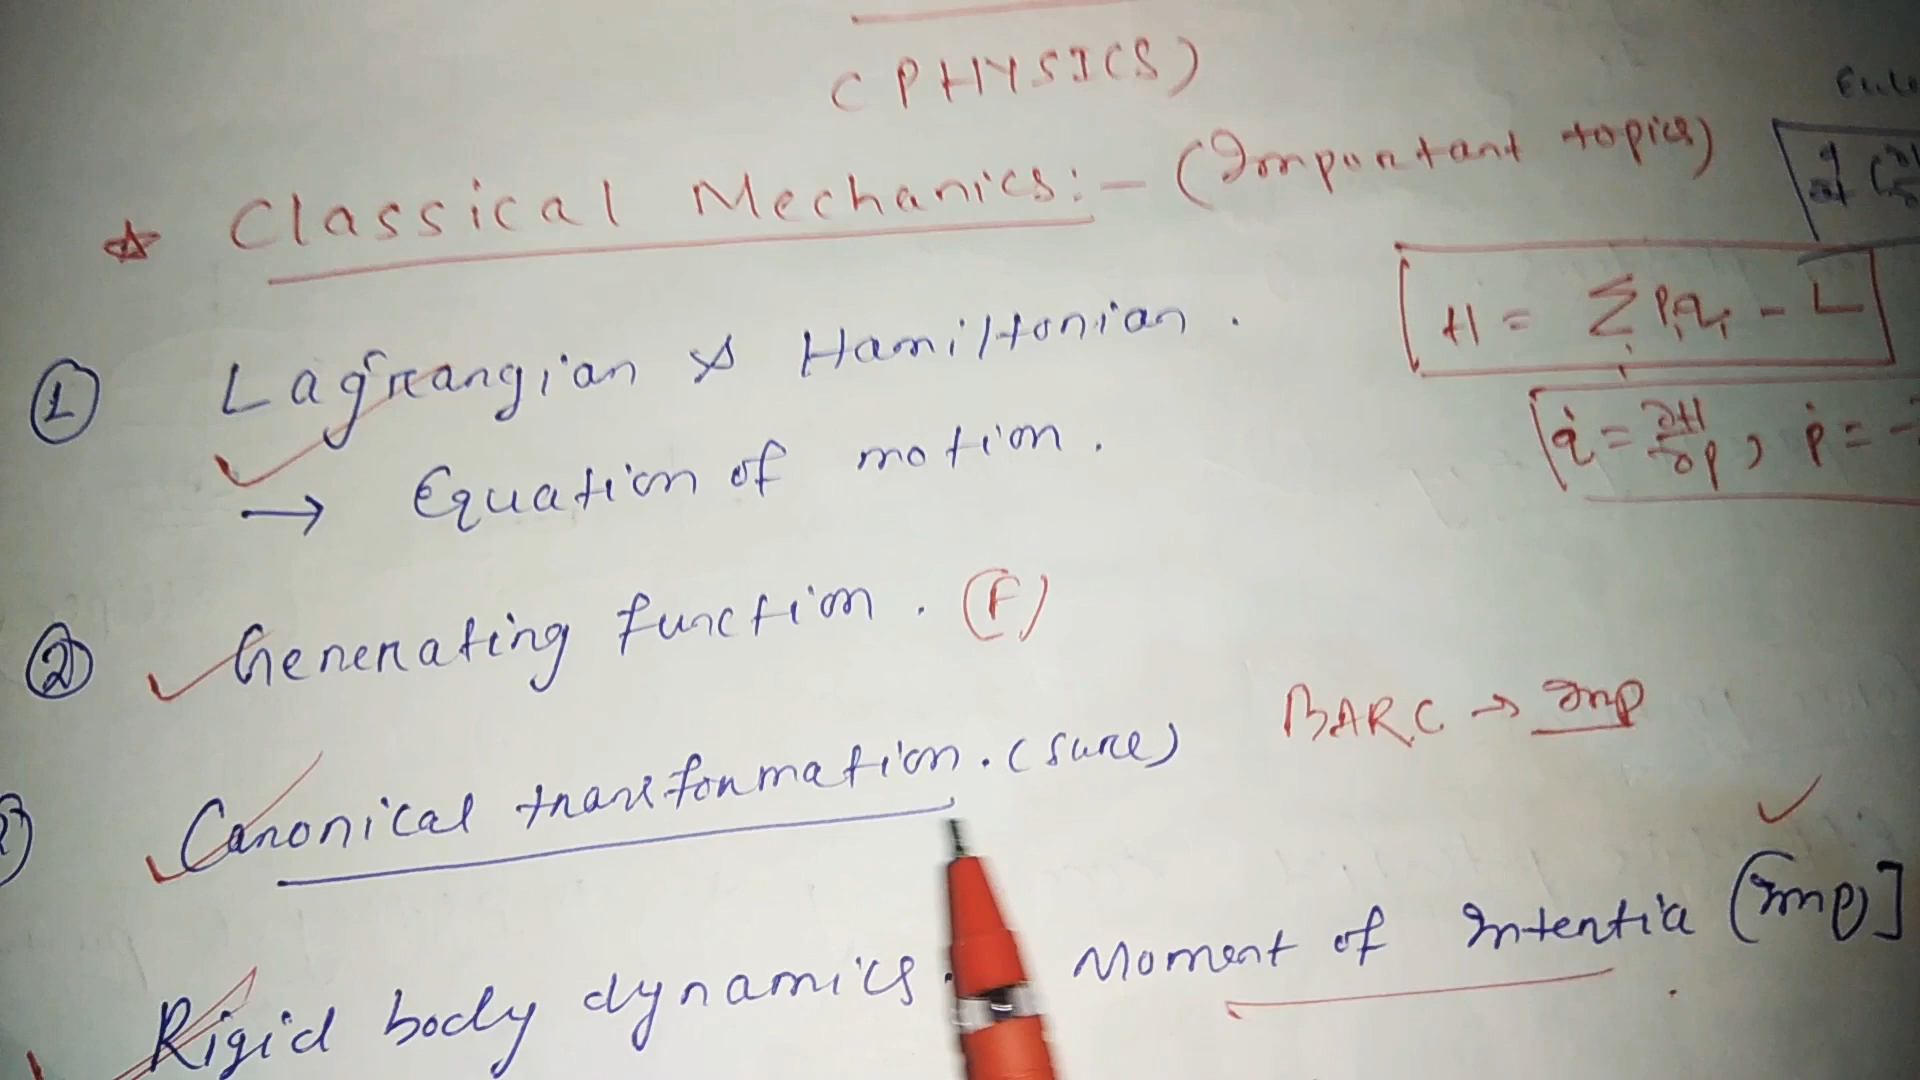 (PHYSICS)
Classical Mechanics:- (Important topics)
① Lagrangian & Hamiltonian.
→ Equation of motion.
H = Σ Piqi - L
i
q̇ = ∂H/∂p, ṗ = -
② Generating function. (F)
Canonical transformation. (sure)
BARC → Imp
Rigid body dynamics. Moment of Intertia (Imp)]